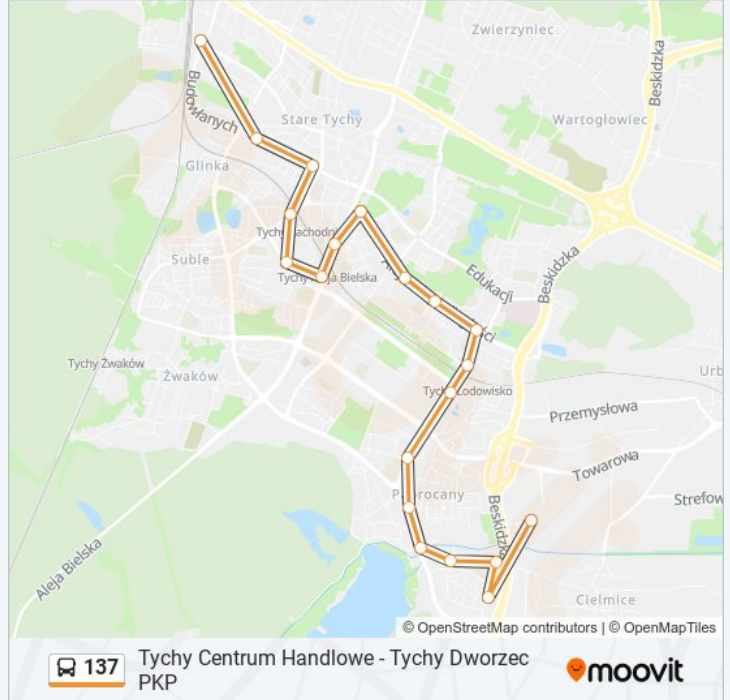 Zwierzyniec
Beskidzka
Budowlanych
Stare Tychy
Wartogłowiec
Glinka
Tychy Zachodnie
Suble
Tychy Aleja Bielska
Edukacji
Beskidzka
Tychy Żwaków
Żwaków
Urb
Tychy Lodowisko
Przemysłowa
Towarowa
Paprocany
Strefow
Beskidzka
Aleja Bielska
Cielmice
© OpenStreetMap contributors | © OpenMapTiles
137
Tychy Centrum Handlowe - Tychy Dworzec
PKP
moovit